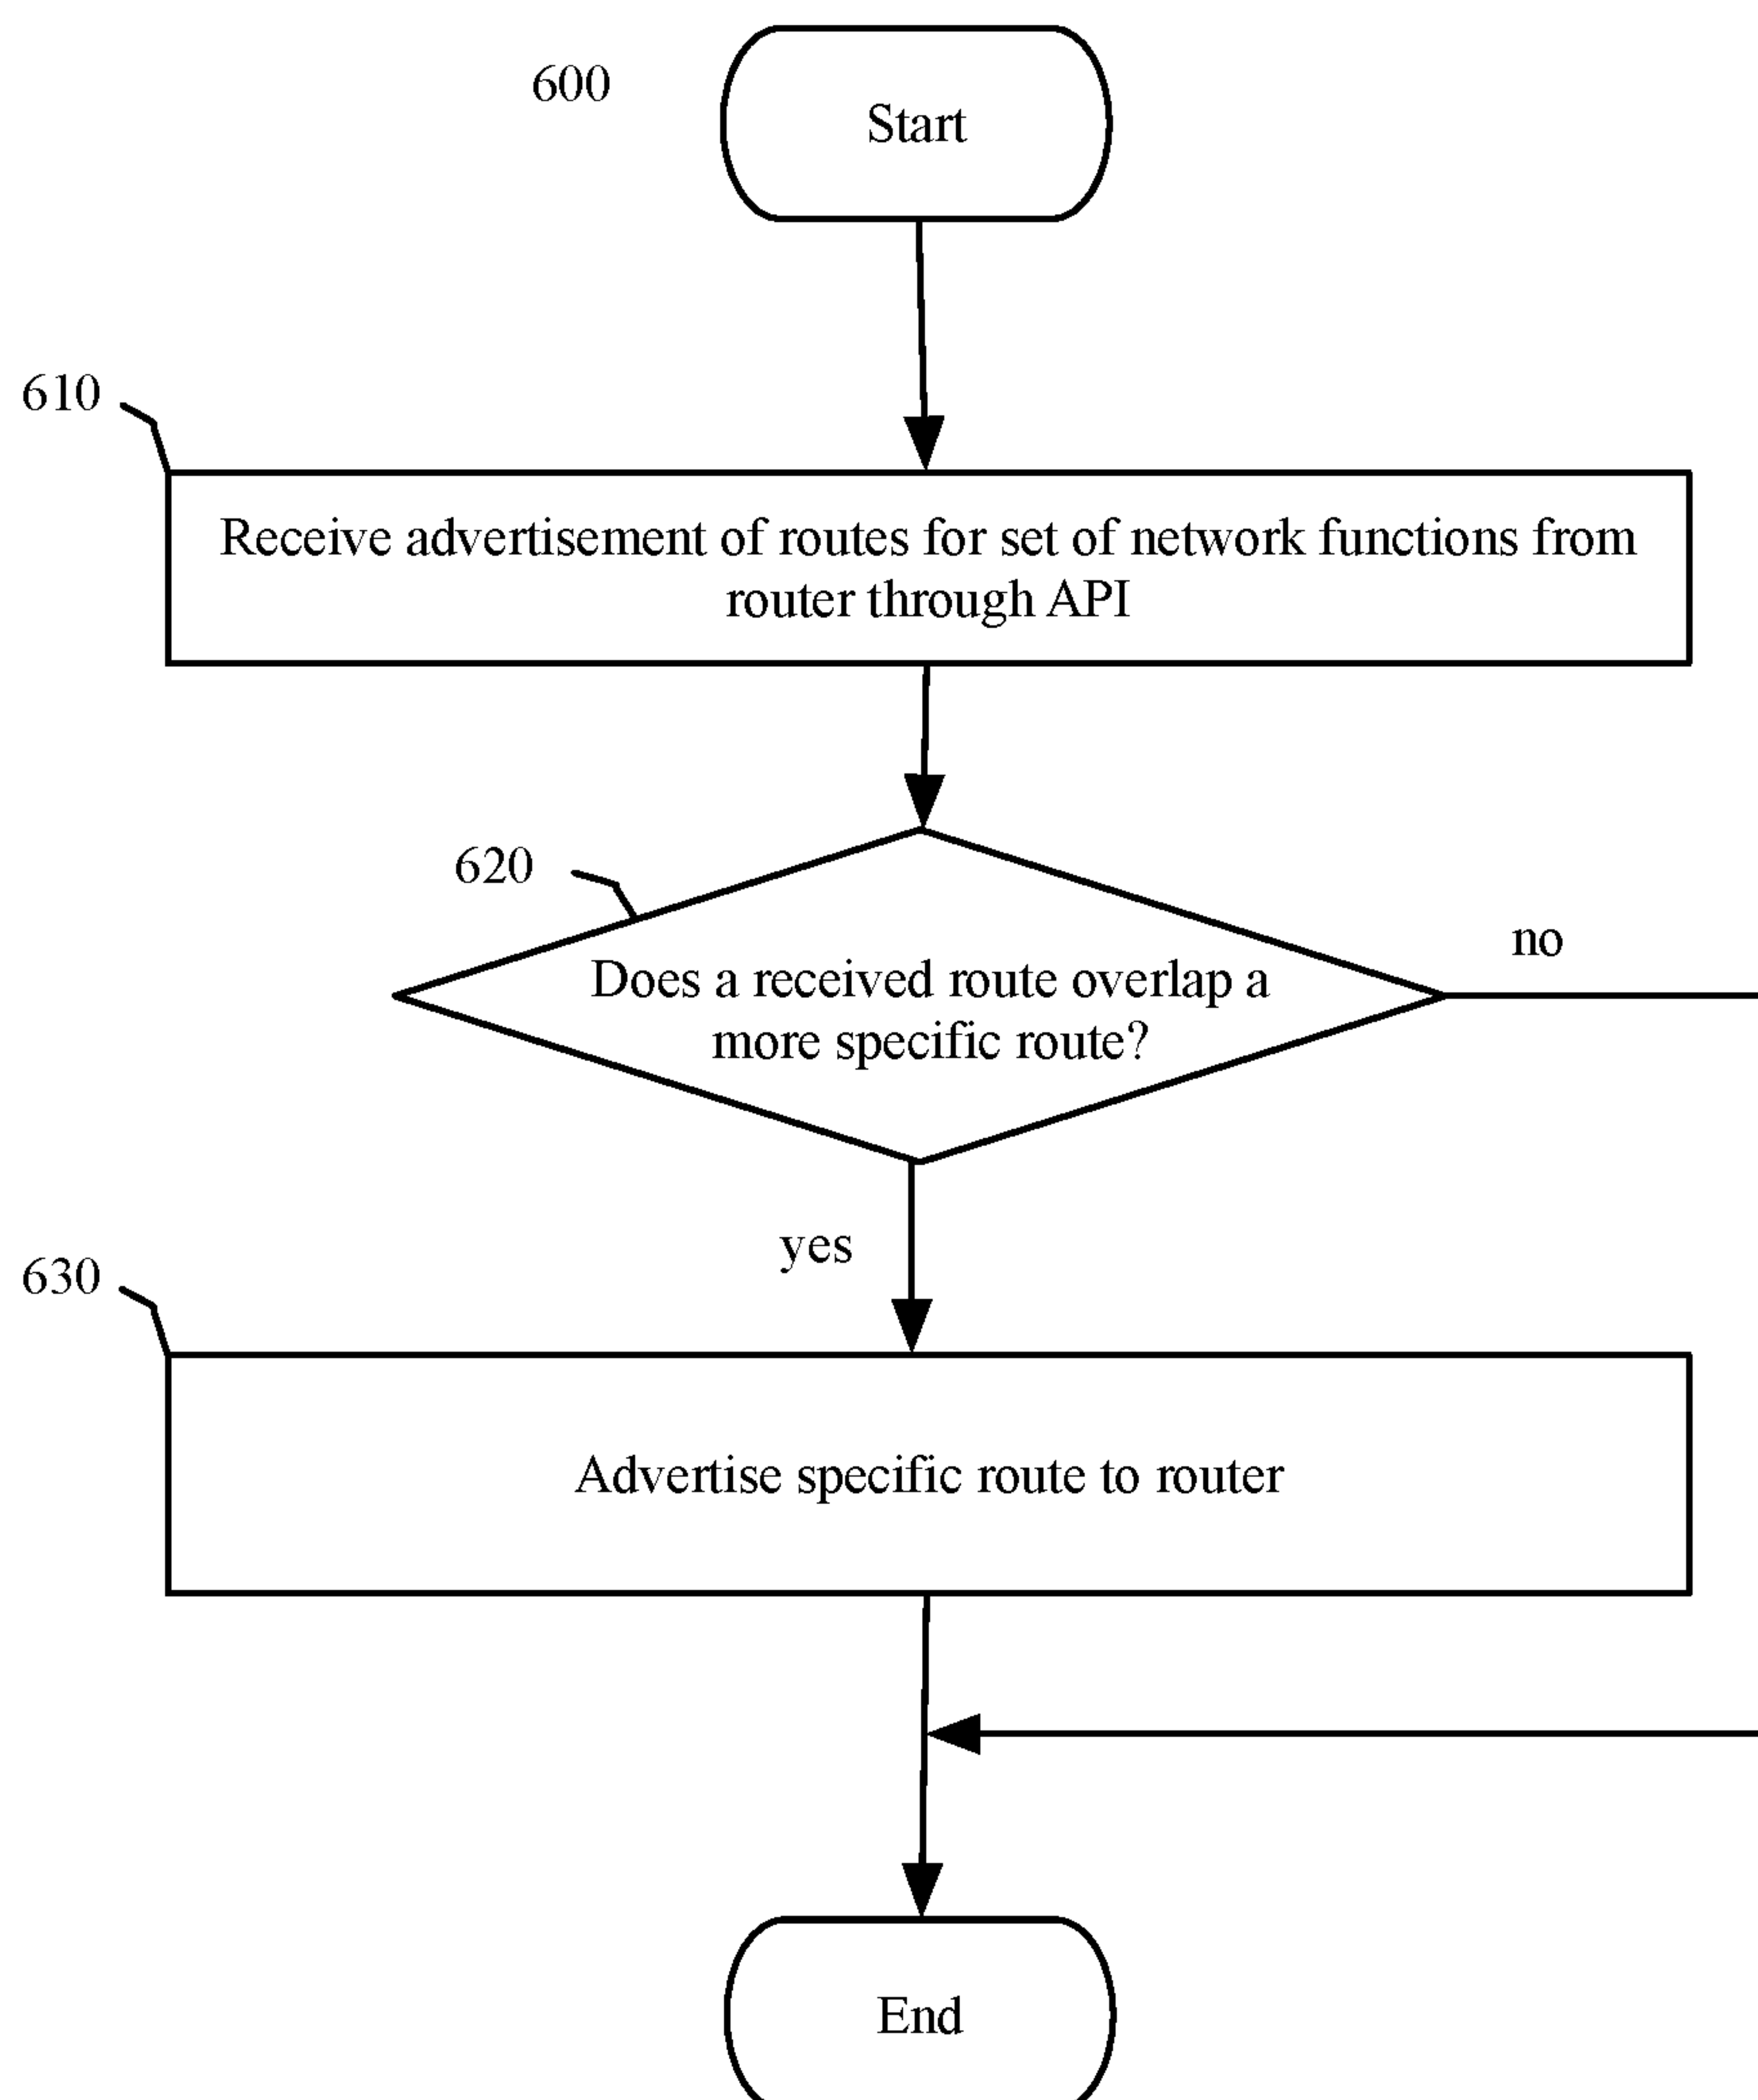 600
Start
610
Receive advertisement of routes for set of network functions from
router through API
620
Does a received route overlap a
more specific route?
no
yes
630
Advertise specific route to router
End